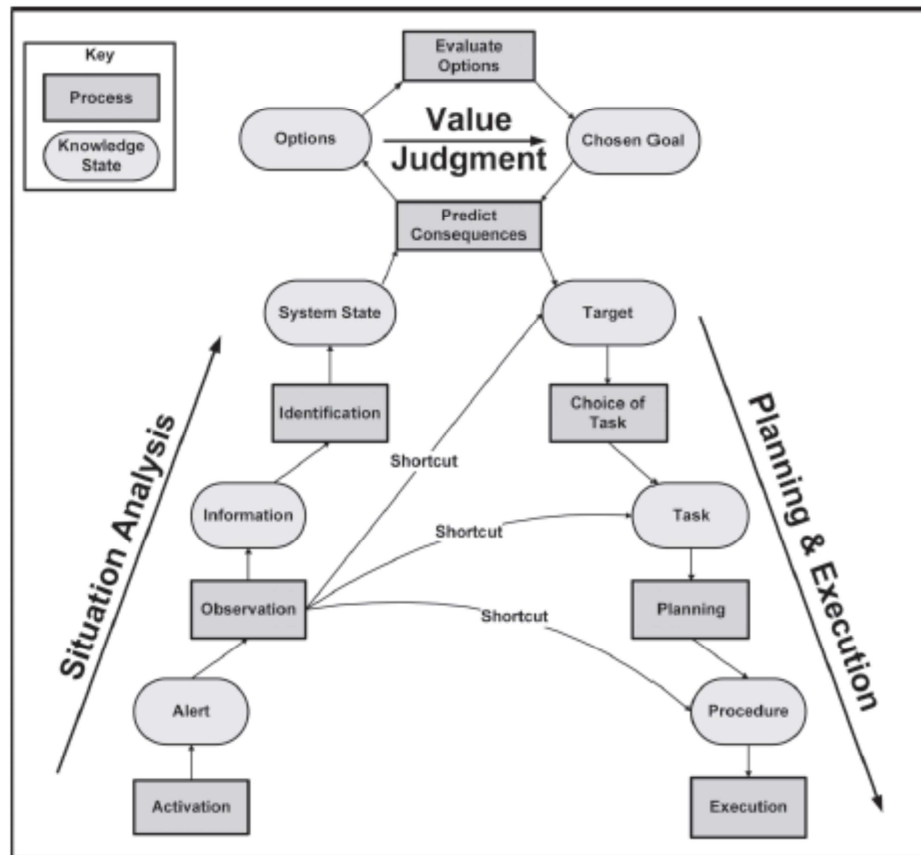 Key
Process
Knowledge
State
Evaluate
Options
Options
Value
Judgment
Chosen Goal
Predict
Consequences
System State
Target
Identification
Choice of
Task
Shortcut
Information
Shortcut
Task
Observation
Shortcut
Planning
Alert
Procedure
Activation
Execution
Situation Analysis
Planning & Execution